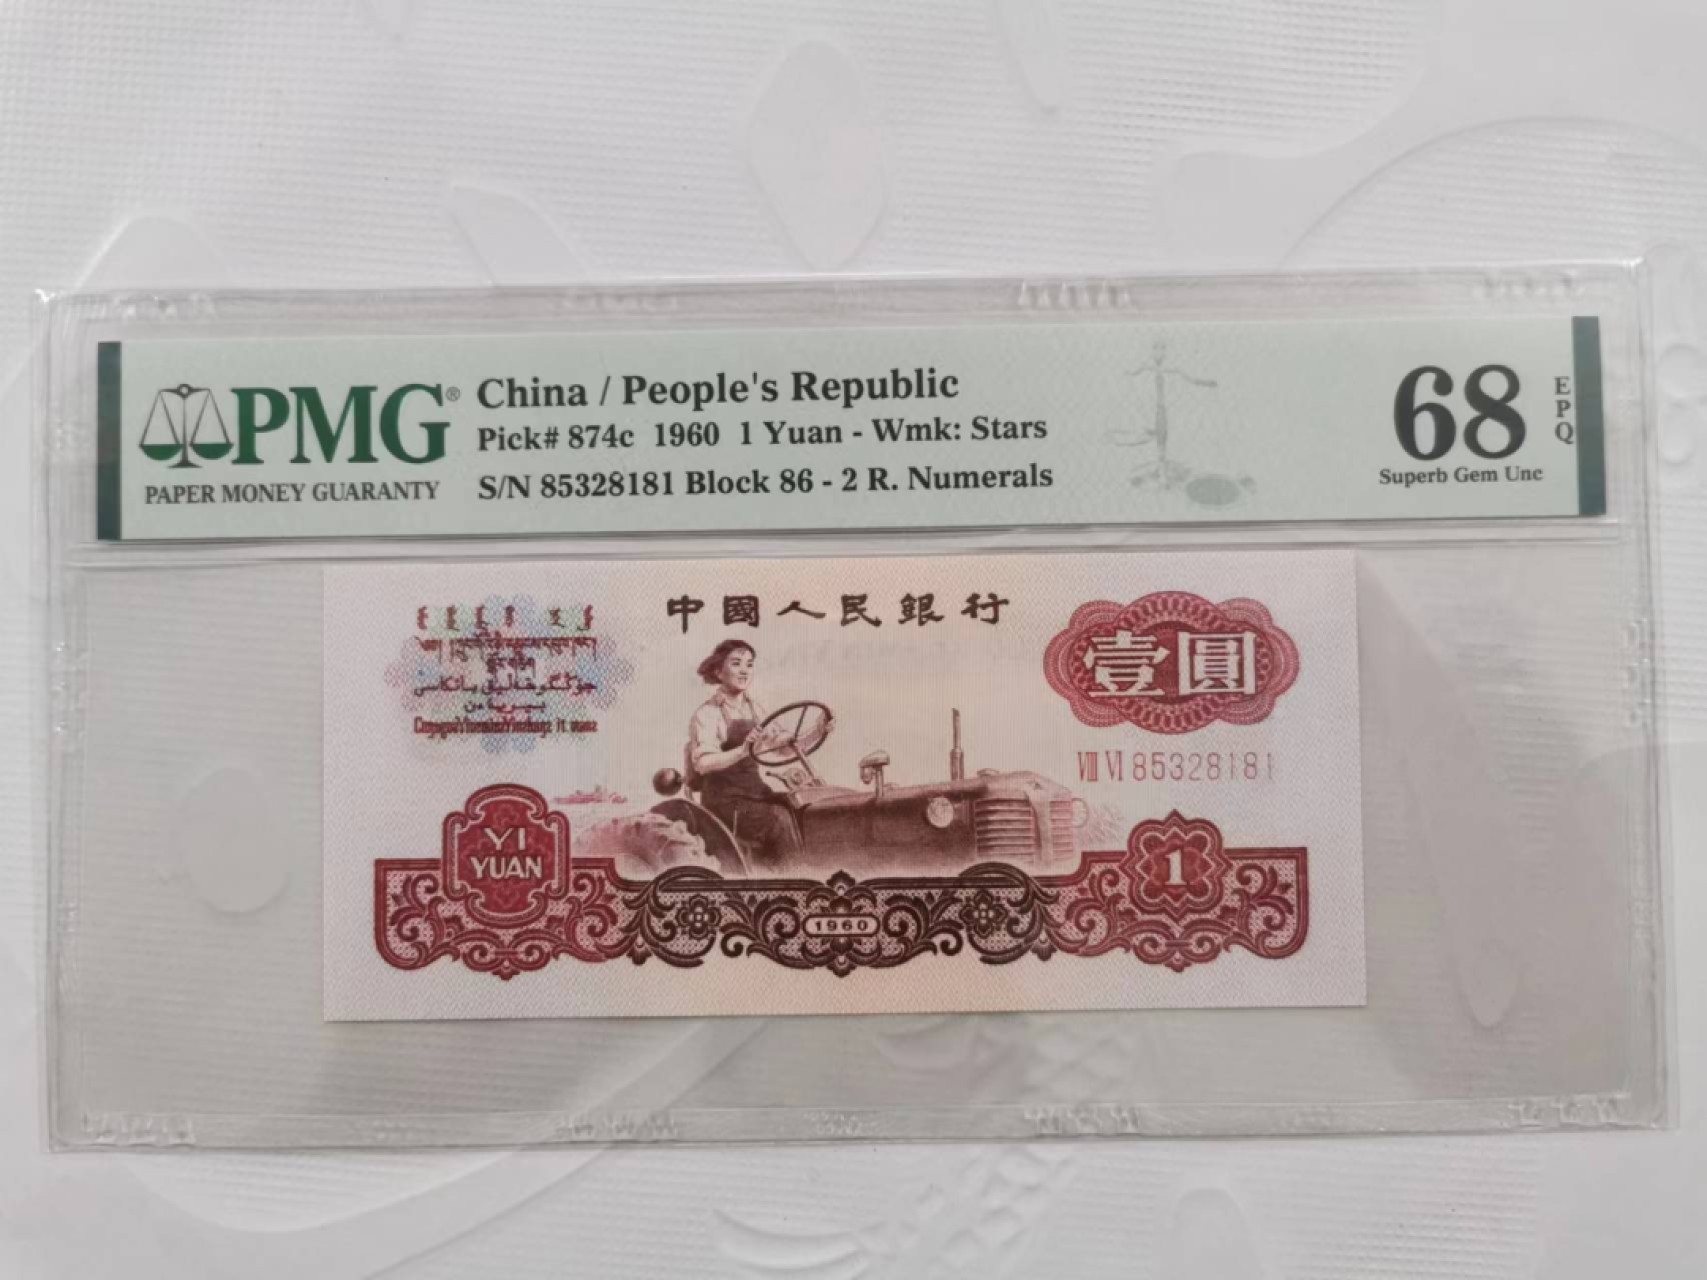 PMG®
PAPER MONEY GUARANTY
China / People's Republic
Pick# 874c 1960 1 Yuan - Wmk: Stars
S/N 85328181 Block 86 - 2 R. Numerals
68
EPQ
Superb Gem Unc
中國人民銀行
壹圓
VIII VI 85328181
YI
YUAN
1960
1